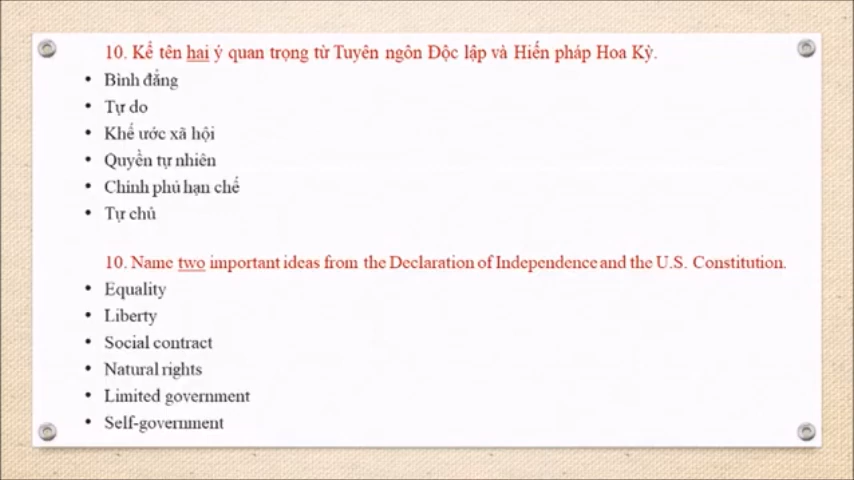 10. Kể tên hai ý quan trọng từ Tuyên ngôn Độc lập và Hiến pháp Hoa Kỳ.
• Bình đẳng
• Tự do
• Khế ước xã hội
• Quyền tự nhiên
• Chính phủ hạn chế
• Tự chủ
10. Name two important ideas from the Declaration of Independence and the U.S. Constitution.
• Equality
• Liberty
• Social contract
• Natural rights
• Limited government
• Self-government